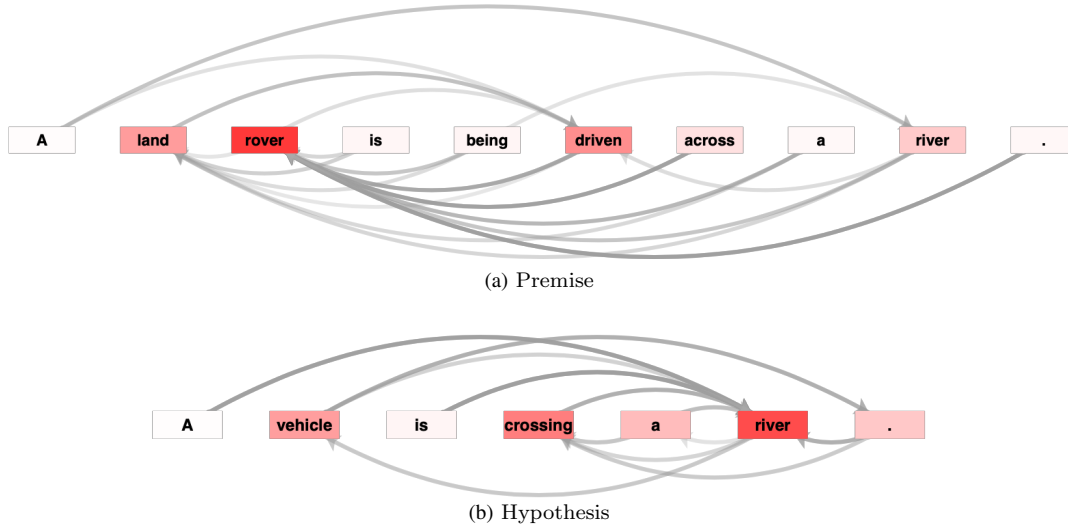 A land rover is being driven across a river .
(a) Premise
A vehicle is crossing a river .
(b) Hypothesis